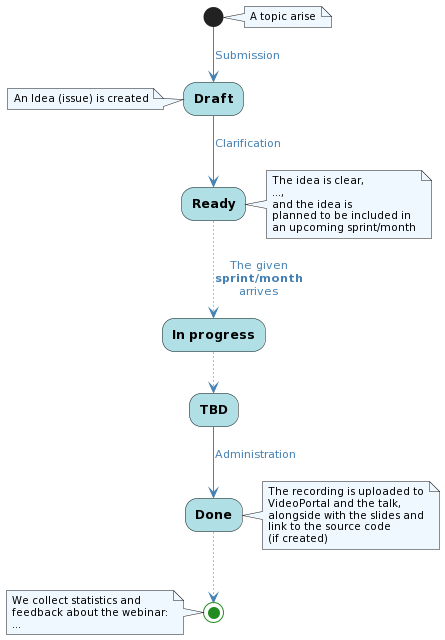 A topic arise
Submission
An Idea (issue) is created
Draft
Clarification
The idea is clear,
...,
and the idea is
planned to be included in
an upcoming sprint/month
Ready
The given
sprint/month
arrives
In progress
TBD
Administration
The recording is uploaded to
VideoPortal and the talk,
alongside with the slides and
link to the source code
(if created)
Done
We collect statistics and
feedback about the webinar:
...